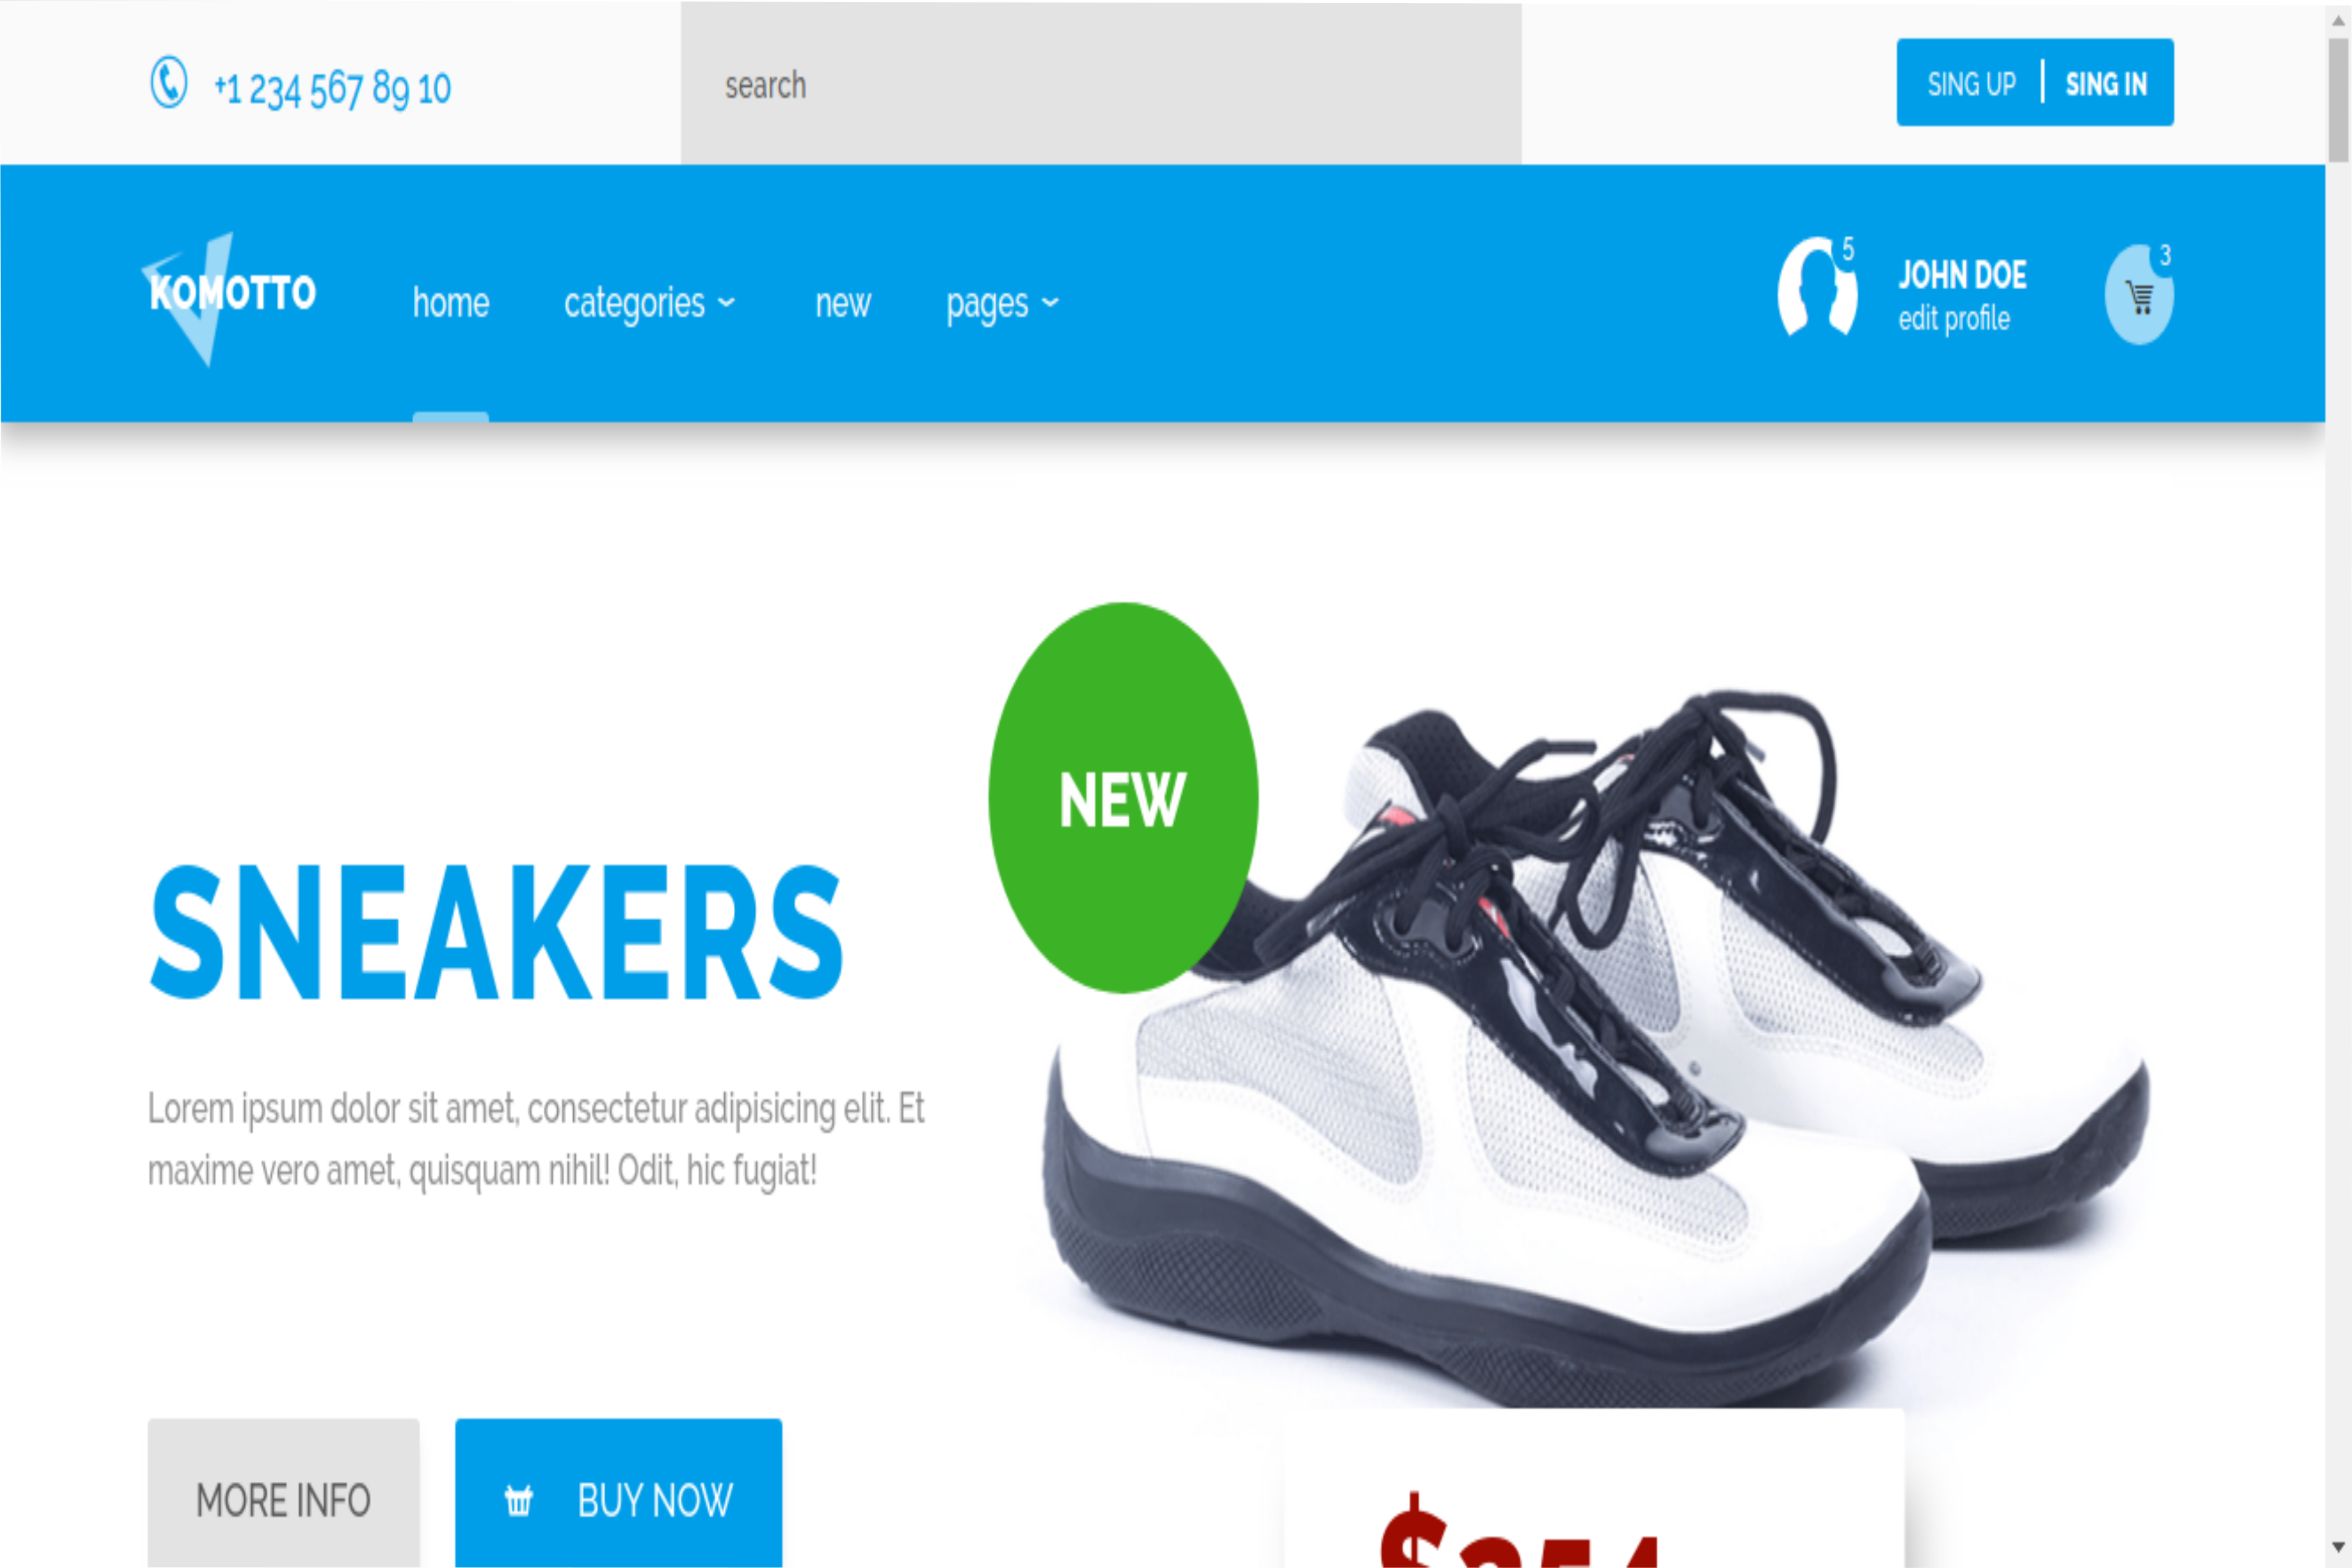 +1 234 567 89 10
search
SING UP
SING IN
KOMOTTO
home
categories
new
pages
5
JOHN DOE
edit profile
3
NEW
SNEAKERS
Lorem ipsum dolor sit amet, consectetur adipisicing elit. Et
maxime vero amet, quisquam nihil! Odit, hic fugiat!
MORE INFO
BUY NOW